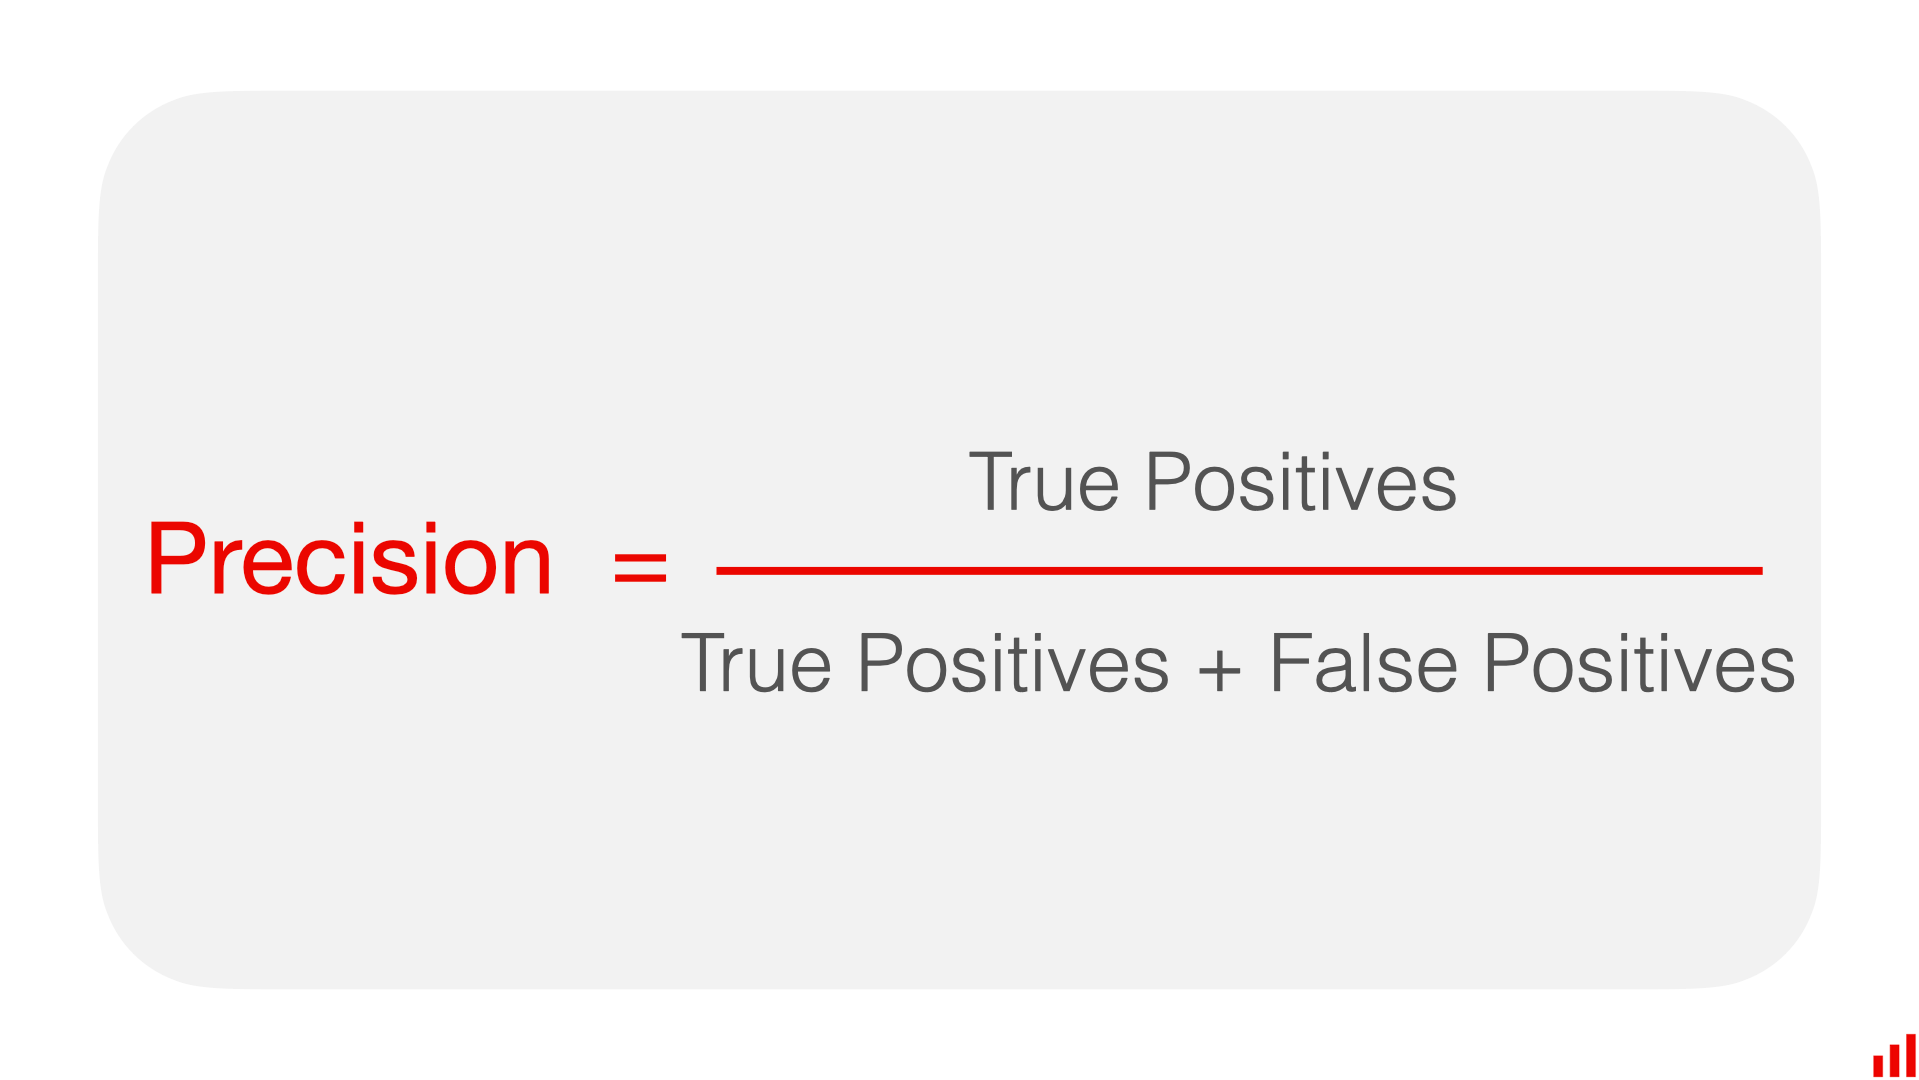 True Positives
Precision =
True Positives + False Positives